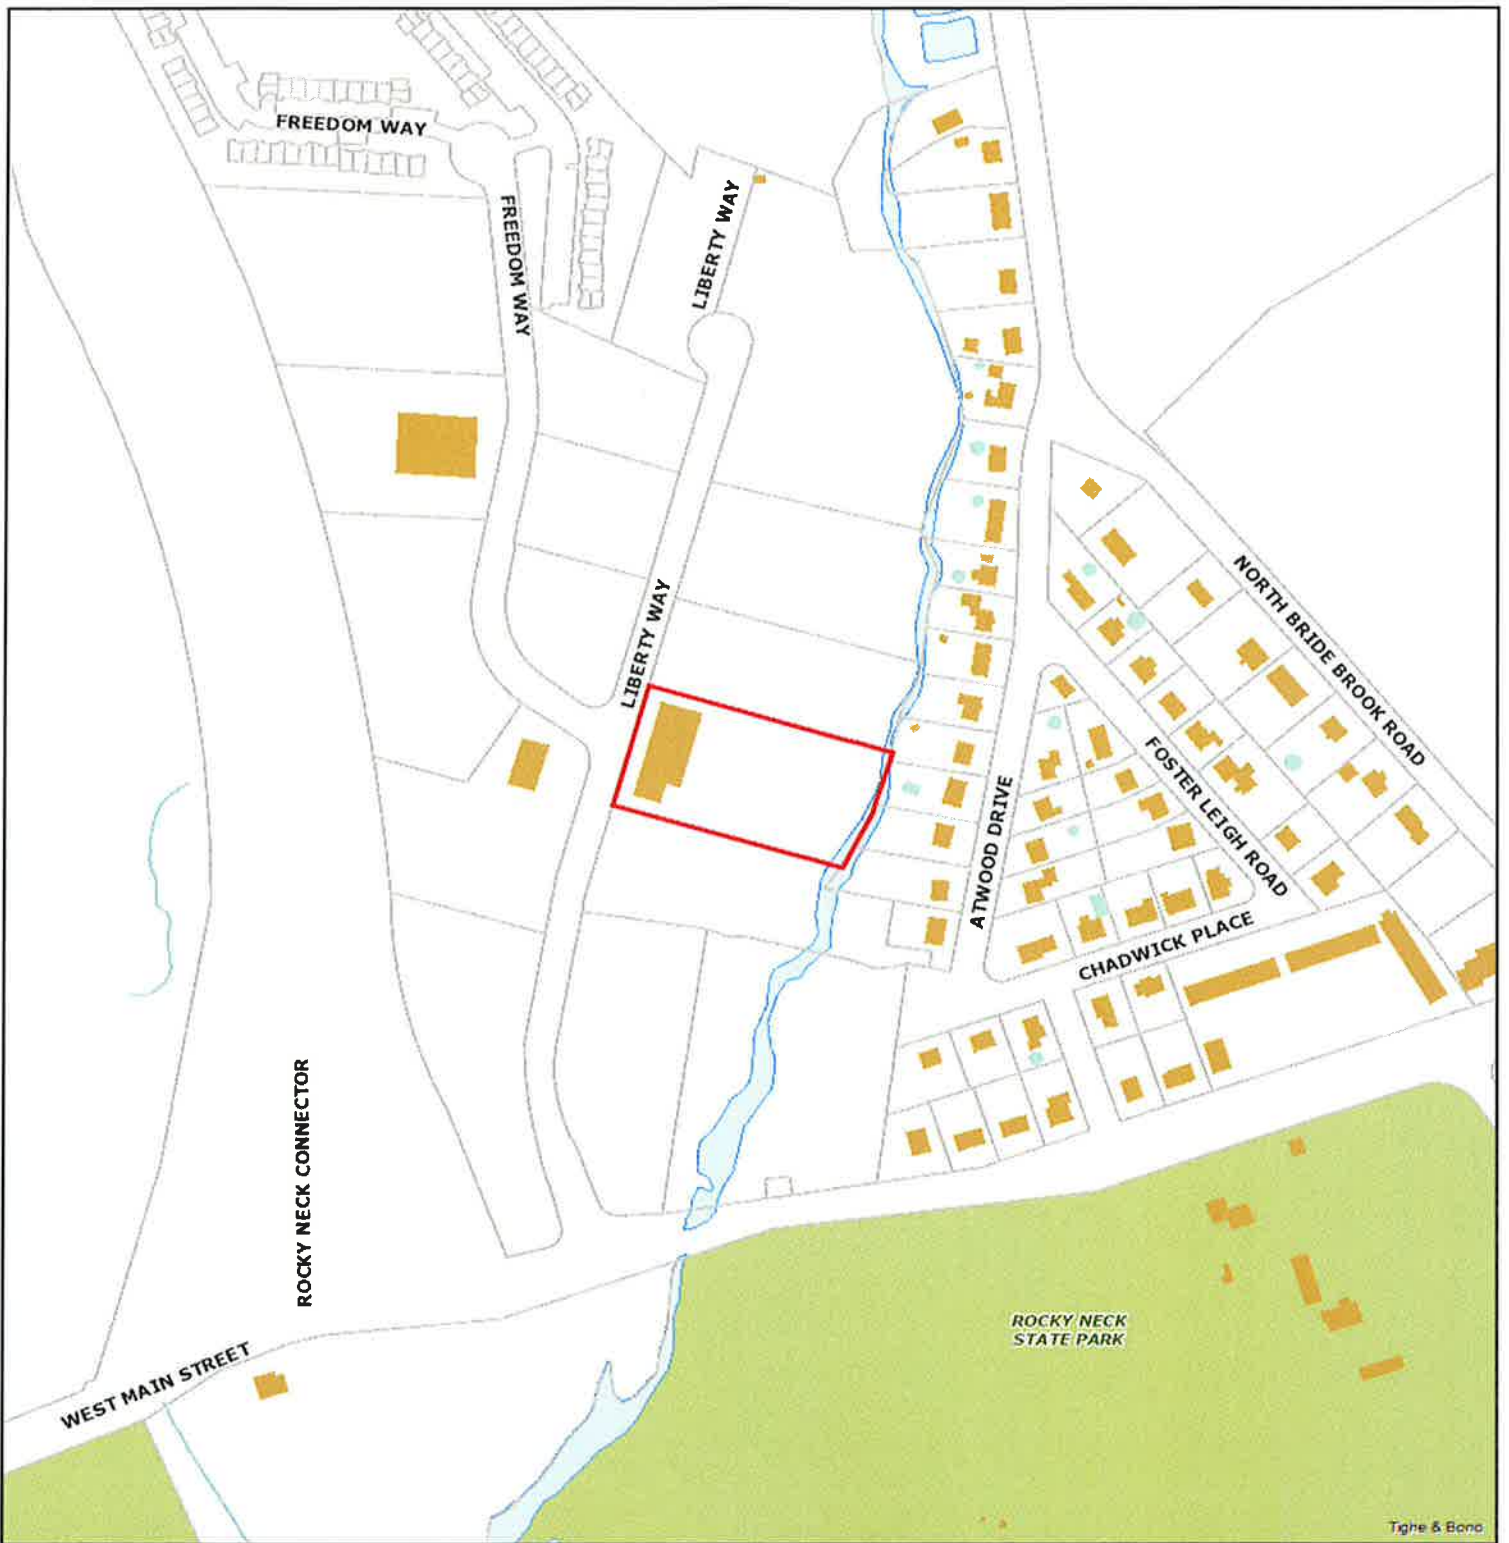 FREEDOM WAY
FREEDOM WAY
LIBERTY WAY
LIBERTY WAY
NORTH BRIDE BROOK ROAD
FOSTER LEIGH ROAD
ATWOOD DRIVE
CHADWICK PLACE
ROCKY NECK CONNECTOR
ROCKY NECK
STATE PARK
WEST MAIN STREET
Tighe & Bond